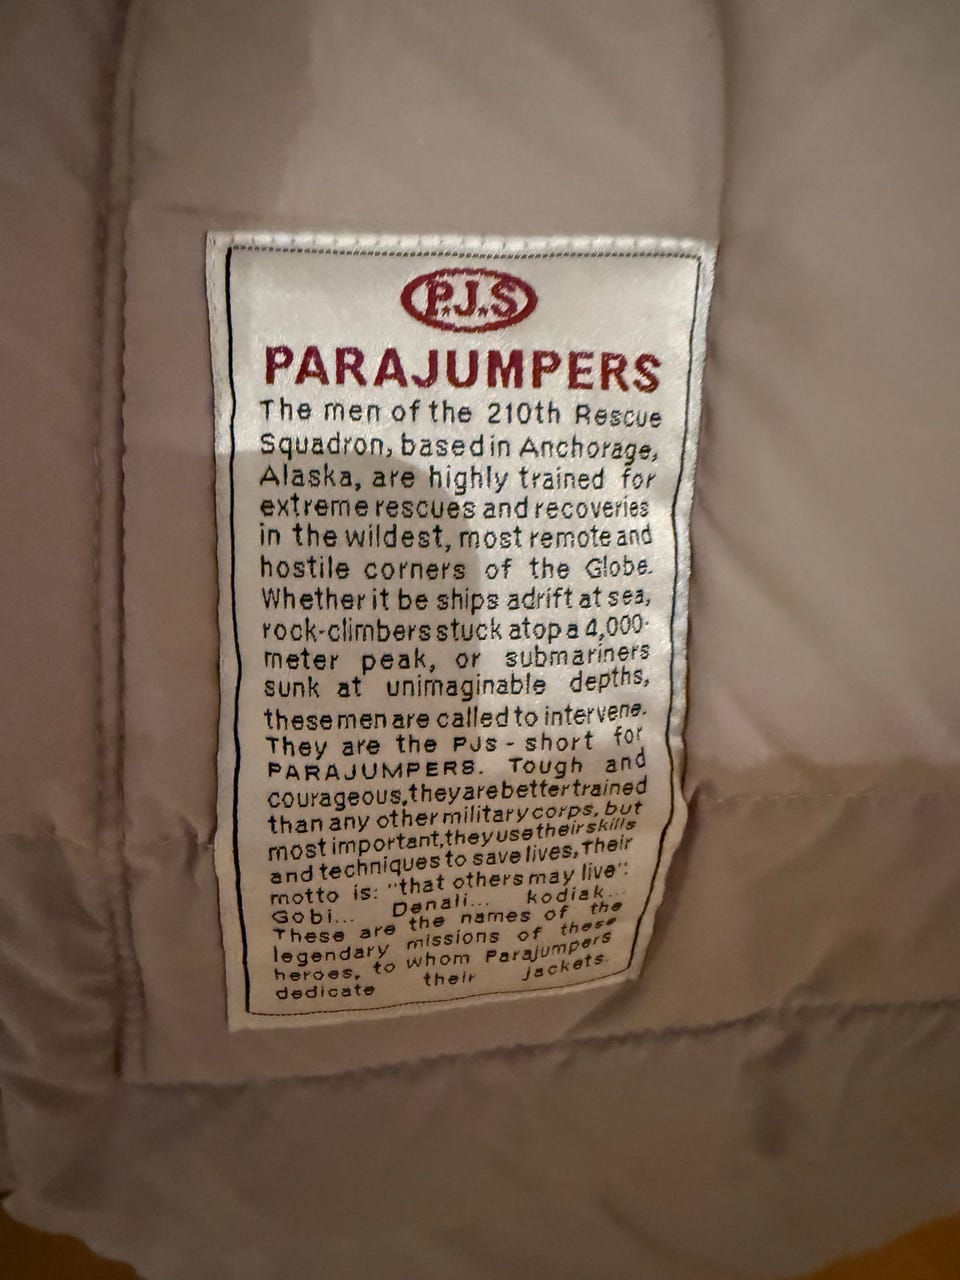 P.J.S
PARAJUMPERS
The men of the 210th Rescue
Squadron, based in Anchorage,
Alaska, are highly trained for
extreme rescues and recoveries
in the wildest, most remote and
hostile corners of the Globe.
Whether it be ships adrift at sea,
rock-climbers stuck atop a 4,000-
meter peak, or submariners
sunk at unimaginable depths,
these men are called to intervene.
They are the PJs - short for
PARAJUMPERS. Tough and
courageous, they are better trained
than any other military corps, but
most important, they use their skills
and techniques to save lives, Their
motto is: "that others may live":
Gobi... Denali... kodiak...
These are the names of the
legendary missions of these
heroes, to whom Parajumpers
dedicate their jackets.